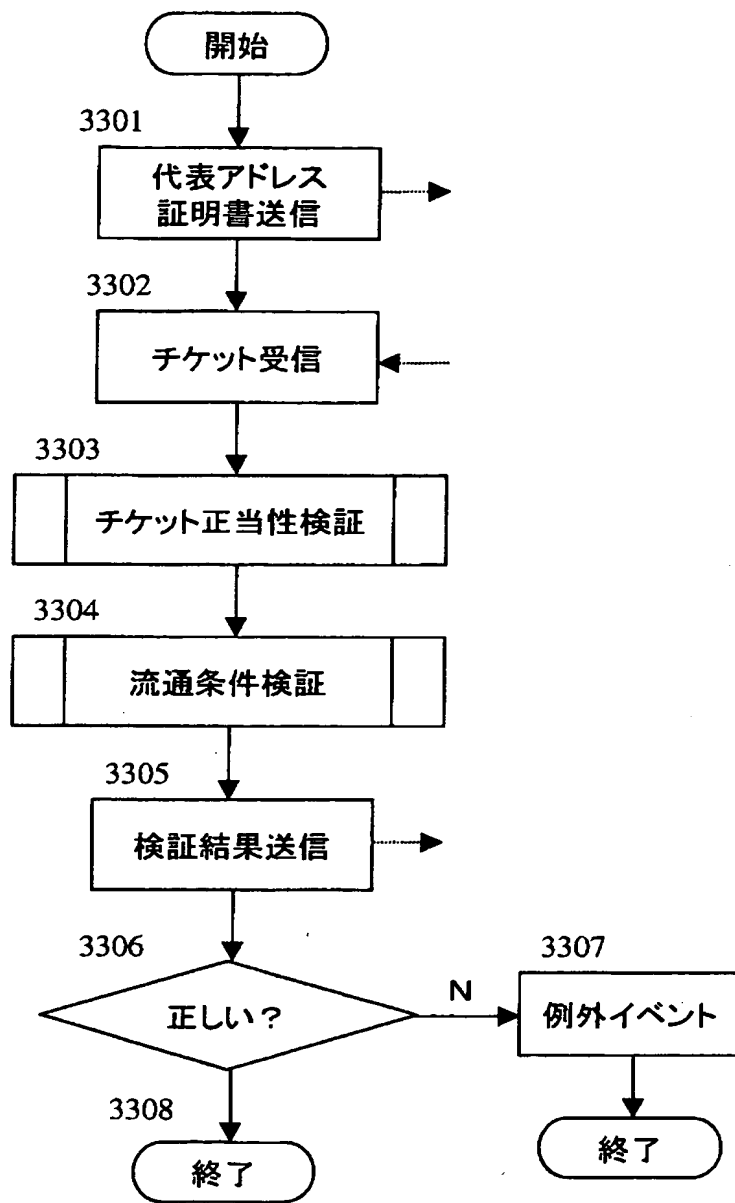 開始
3301
代表アドレス
証明書送信
3302
チケット受信
3303
チケット正当性検証
3304
流通条件検証
3305
検証結果送信
3306
正しい？
N
3307
例外イベント
3308
終了
終了